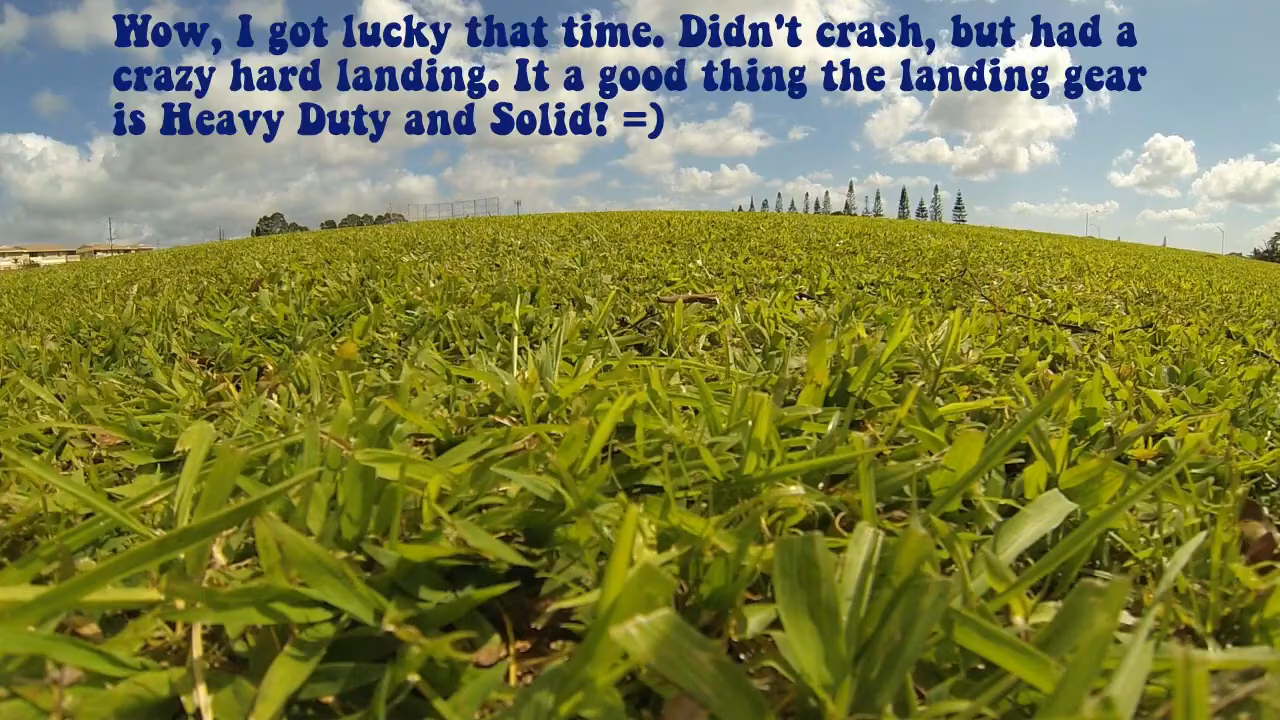 Wow, I got lucky that time. Didn't crash, but had a
crazy hard landing. It a good thing the landing gear
is Heavy Duty and Solid! =)